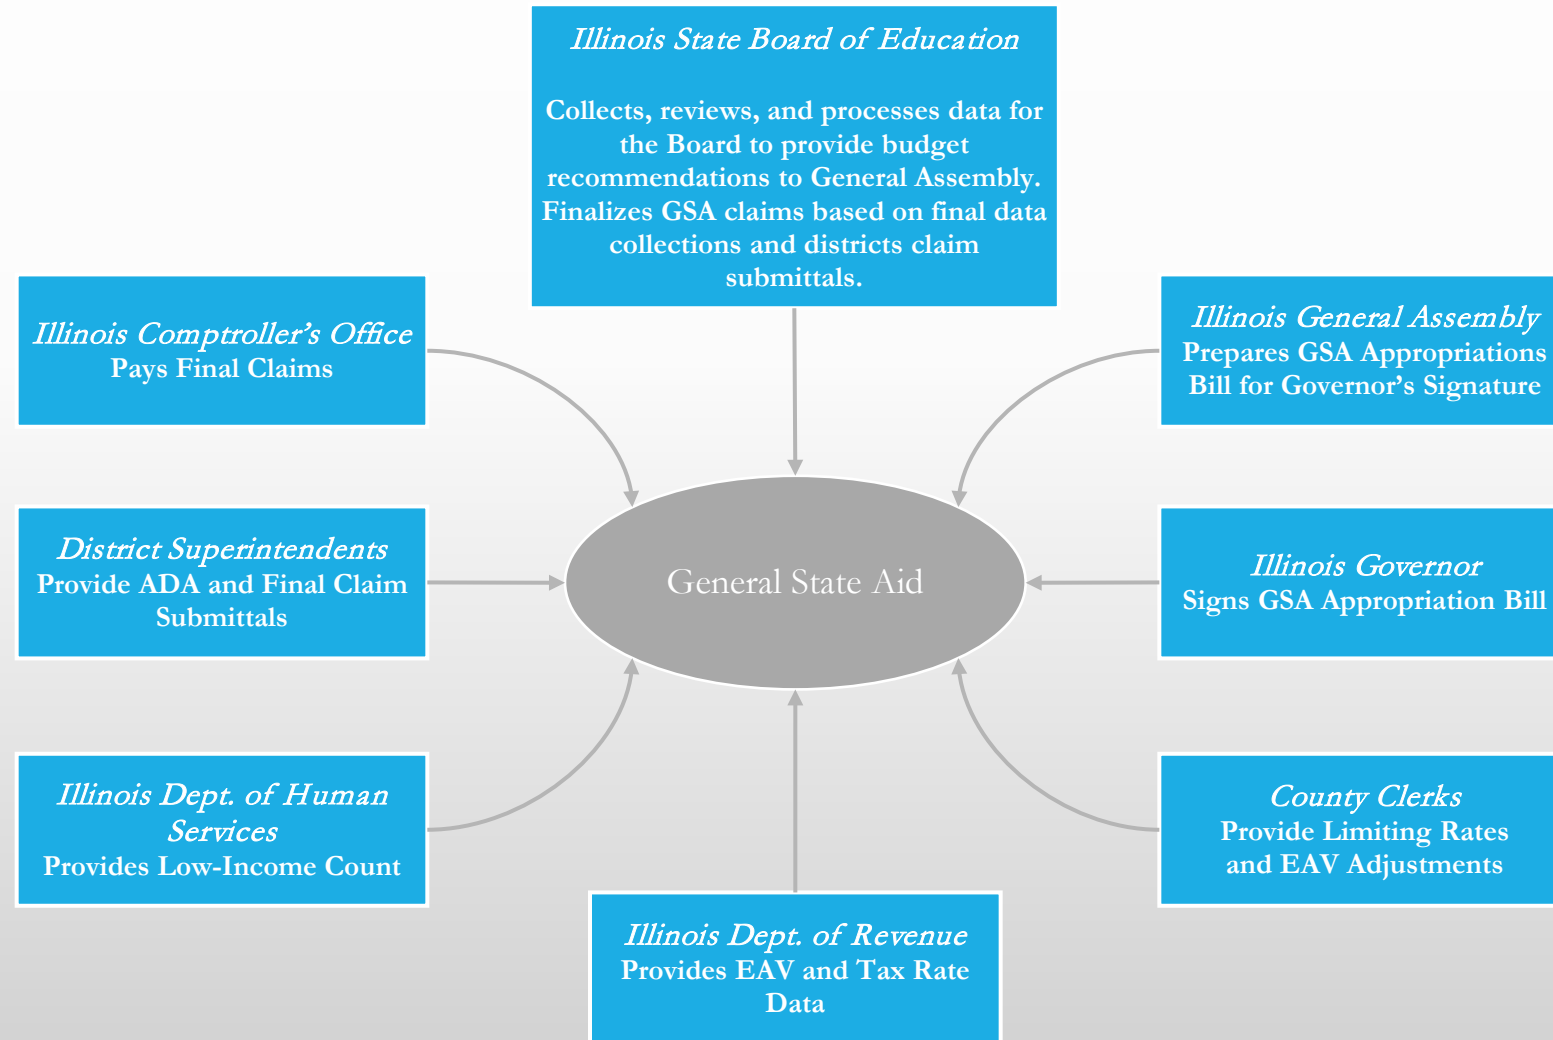 Illinois State Board of Education
Collects, reviews, and processes data for
the Board to provide budget
recommendations to General Assembly.
Finalizes GSA claims based on final data
collections and districts claim
submittals.
Illinois Comptroller's Office
Pays Final Claims
Illinois General Assembly
Prepares GSA Appropriations
Bill for Governor's Signature
District Superintendents
Provide ADA and Final Claim
Submittals
General State Aid
Illinois Governor
Signs GSA Appropriation Bill
Illinois Dept. of Human
Services
Provides Low-Income Count
County Clerks
Provide Limiting Rates
and EAV Adjustments
Illinois Dept. of Revenue
Provides EAV and Tax Rate
Data